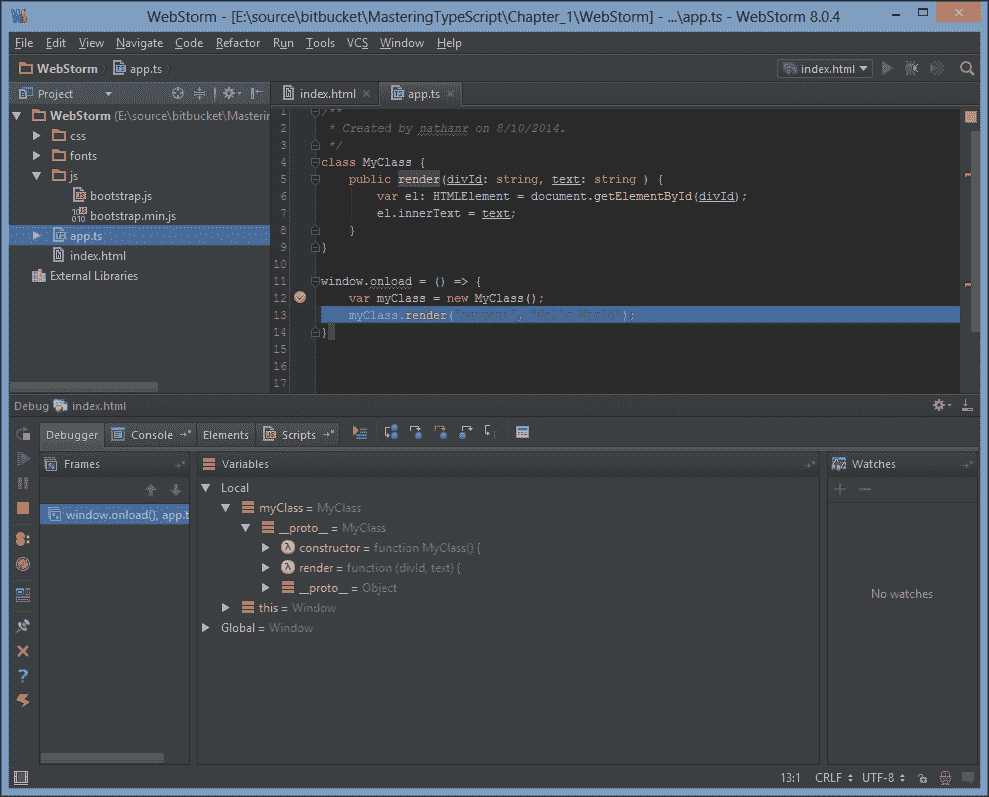 WebStorm - [E:\source\bitbucket\MasteringTypeScript\Chapter_1\WebStorm] - ...\app.ts - WebStorm 8.0.4
File Edit View Navigate Code Refactor Run Tools VCS Window Help
WebStorm app.ts index.html
Project
index.html app.ts
WebStorm (E:\source\bitbucket\Masterin
css
fonts
js
bootstrap.js
bootstrap.min.js
app.ts
index.html
External Libraries
1 /**
2 * Created by nathanr on 8/10/2014.
3 */
4 class MyClass {
5 public render(divId: string, text: string ) {
6 var el: HTMLElement = document.getElementById(divId);
7 el.innerText = text;
8 }
9 }
10
11 window.onload = () => {
12 var myClass = new MyClass();
13 myClass.render('content', "Hello World");
14 }
15
16
17
Debug index.html
Debugger Console Elements Scripts
Frames
window.onload(), app.t
Variables
Local
myClass = MyClass
__proto__ = MyClass
constructor = function MyClass() {
render = function (divId, text) {
__proto__ = Object
this = Window
Global = Window
Watches
No watches
13:1 CRLF UTF-8